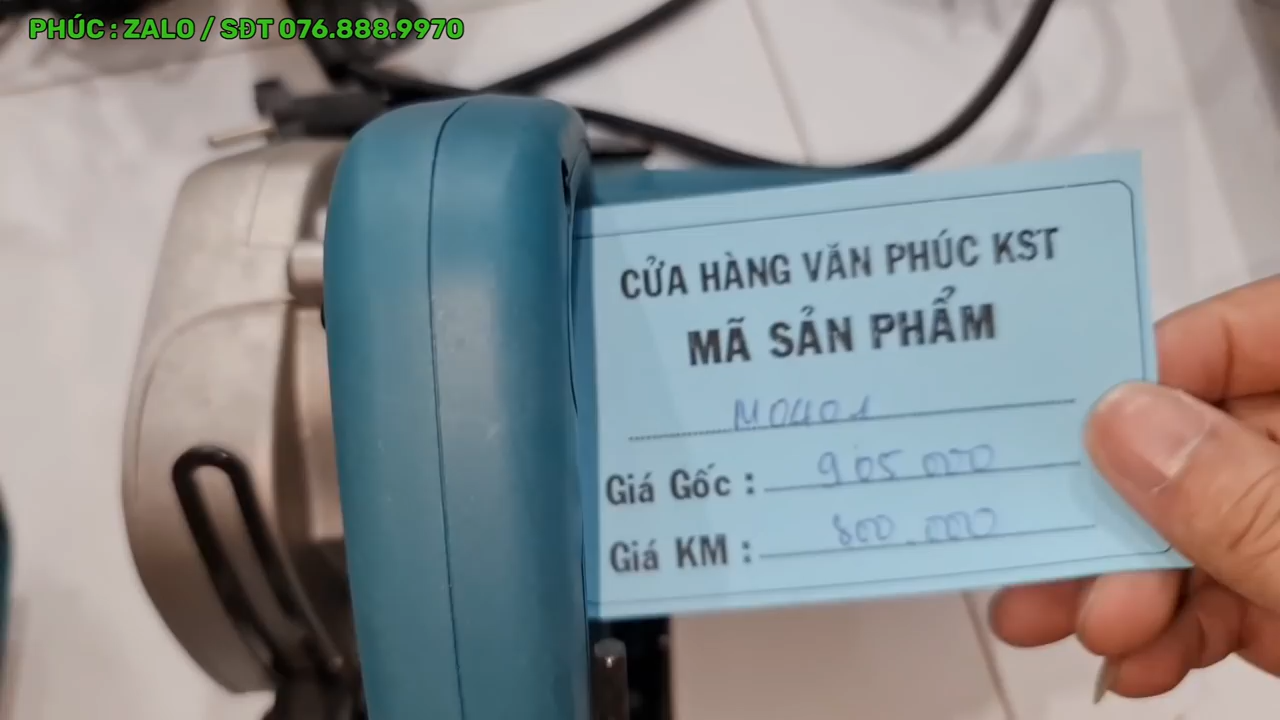 PHÚC : ZALO / SĐT 076.888.9970
CỬA HÀNG VĂN PHÚC KST
MÃ SẢN PHẨM
M0401
Giá Gốc : 905.000
Giá KM : 800.000